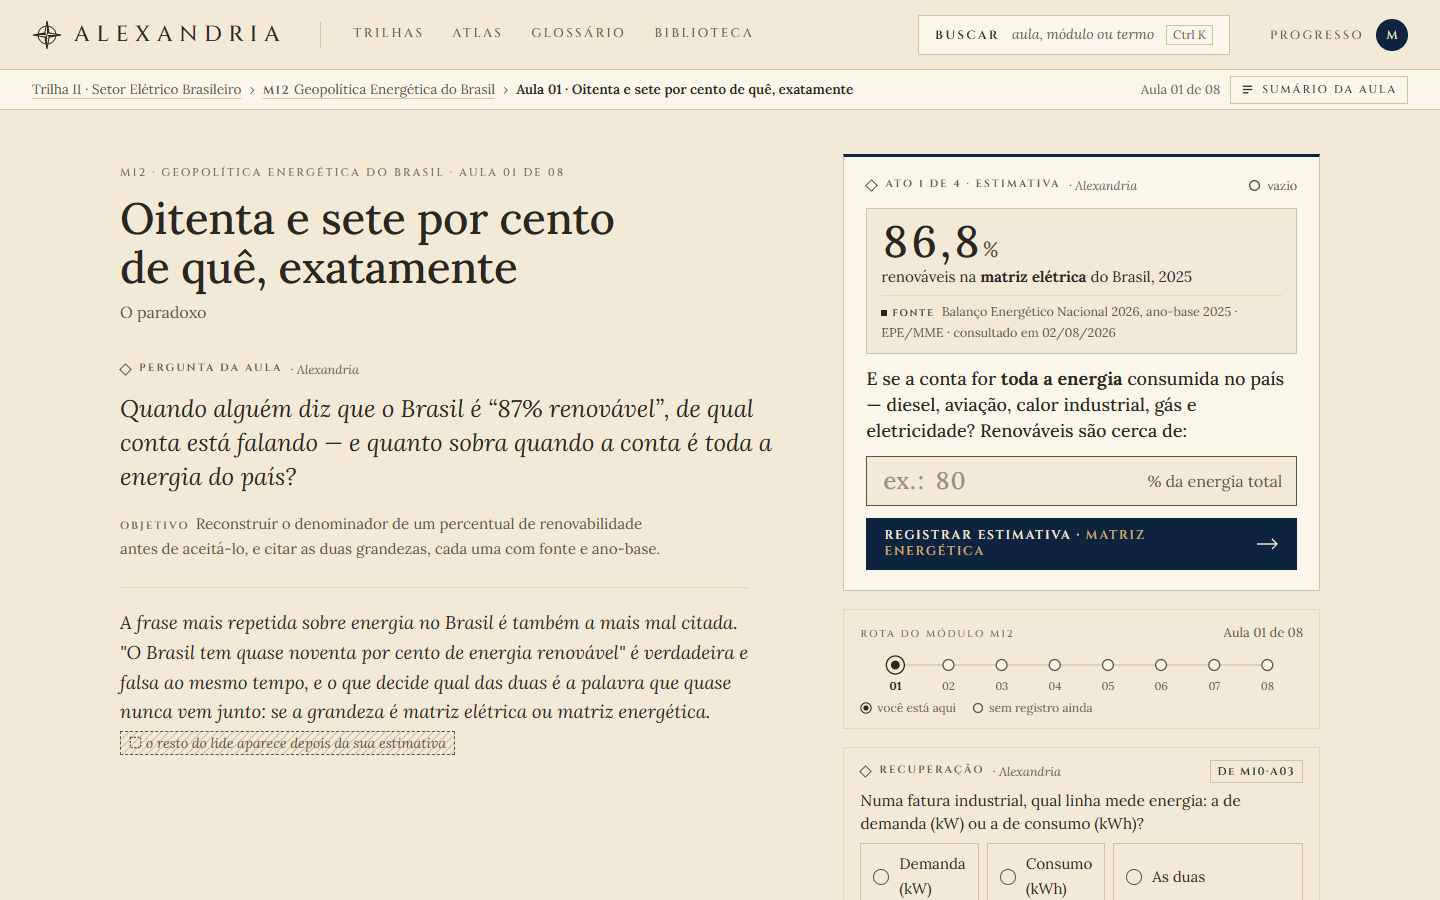 ALEXANDRIA
TRILHAS ATLAS GLOSSÁRIO BIBLIOTECA
BUSCAR aula, módulo ou termo Ctrl K
PROGRESSO M
Trilha II · Setor Elétrico Brasileiro › M12 Geopolítica Energética do Brasil › Aula 01 · Oitenta e sete por cento de quê, exatamente
Aula 01 de 08 SUMÁRIO DA AULA
M12 · GEOPOLÍTICA ENERGÉTICA DO BRASIL · AULA 01 DE 08
Oitenta e sete por cento
de quê, exatamente
O paradoxo
PERGUNTA DA AULA · Alexandria
Quando alguém diz que o Brasil é “87% renovável”, de qual
conta está falando — e quanto sobra quando a conta é toda a
energia do país?
OBJETIVO Reconstruir o denominador de um percentual de renovabilidade
antes de aceitá-lo, e citar as duas grandezas, cada uma com fonte e ano-base.
A frase mais repetida sobre energia no Brasil é também a mais mal citada.
"O Brasil tem quase noventa por cento de energia renovável" é verdadeira e
falsa ao mesmo tempo, e o que decide qual das duas é a palavra que quase
nunca vem junto: se a grandeza é matriz elétrica ou matriz energética.
o resto do lide aparece depois da sua estimativa
ATO 1 DE 4 · ESTIMATIVA · Alexandria vazio
86,8%
renováveis na matriz elétrica do Brasil, 2025
FONTE Balanço Energético Nacional 2026, ano-base 2025 ·
EPE/MME · consultado em 02/08/2026
E se a conta for toda a energia consumida no país
— diesel, aviação, calor industrial, gás e
eletricidade? Renováveis são cerca de:
ex.: 80 % da energia total
REGISTRAR ESTIMATIVA · MATRIZ
ENERGÉTICA
ROTA DO MÓDULO M12 Aula 01 de 08
01 02 03 04 05 06 07 08
você está aqui sem registro ainda
RECUPERAÇÃO · Alexandria DE M10·A03
Numa fatura industrial, qual linha mede energia: a de
demanda (kW) ou a de consumo (kWh)?
Demanda
(kW)
Consumo
(kWh)
As duas